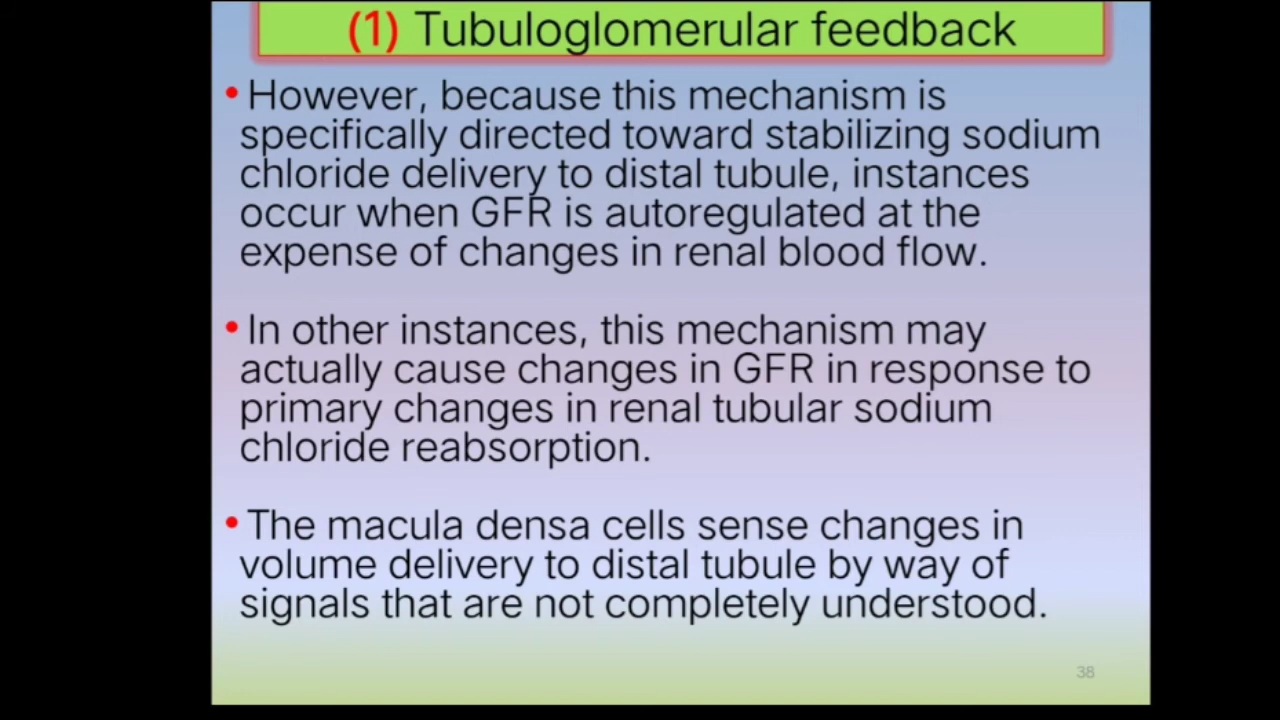 (1) Tubuloglomerular feedback
• However, because this mechanism is
specifically directed toward stabilizing sodium
chloride delivery to distal tubule, instances
occur when GFR is autoregulated at the
expense of changes in renal blood flow.
• In other instances, this mechanism may
actually cause changes in GFR in response to
primary changes in renal tubular sodium
chloride reabsorption.
• The macula densa cells sense changes in
volume delivery to distal tubule by way of
signals that are not completely understood.
38